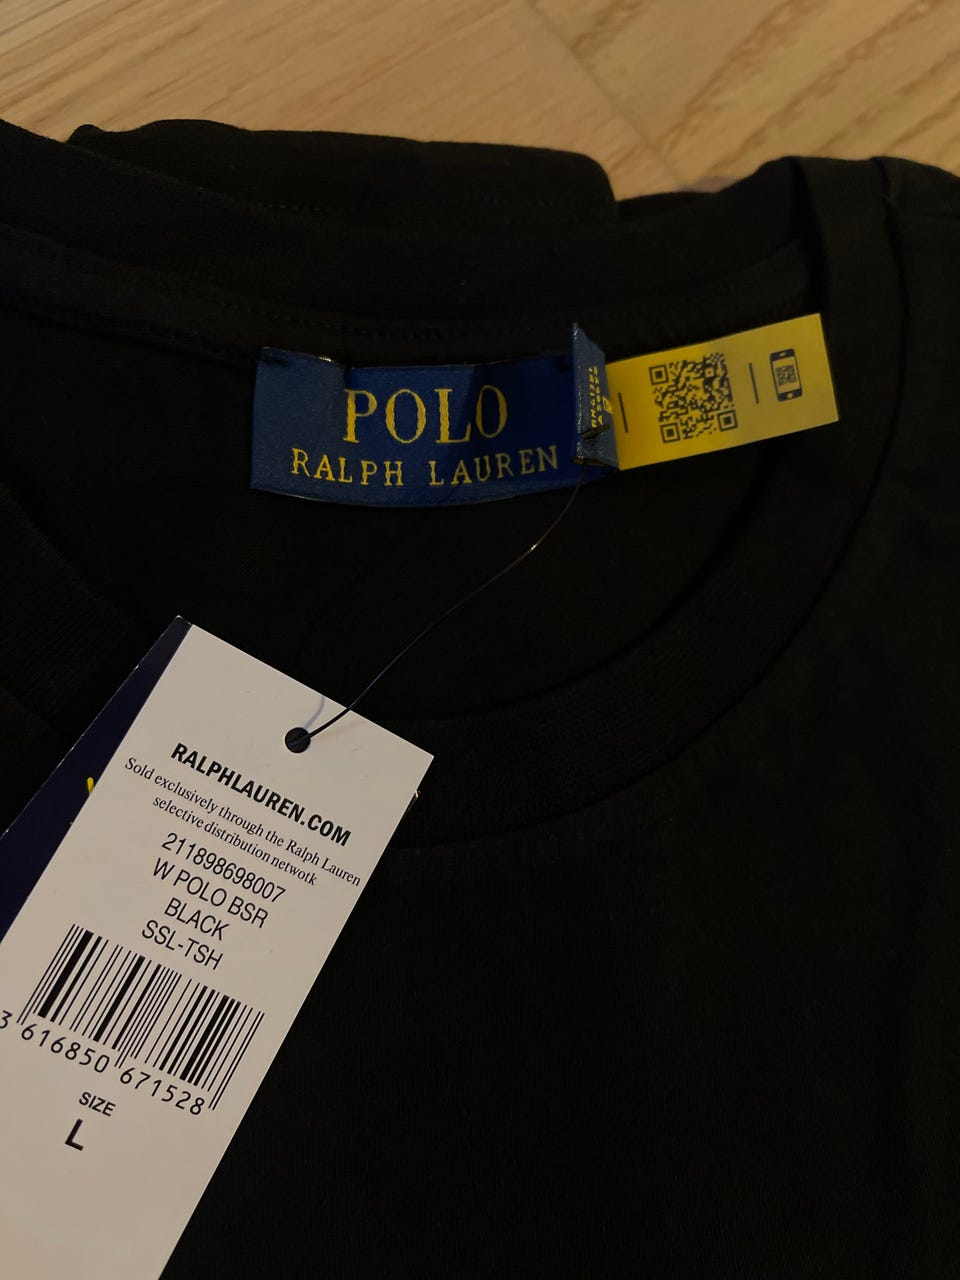 POLO
RALPH LAUREN
RALPHLAUREN.COM
Sold exclusively through the Ralph Lauren
selective distribution netwotk
211898698007
W POLO BSR
BLACK
SSL-TSH
3 616850 671528
SIZE
L